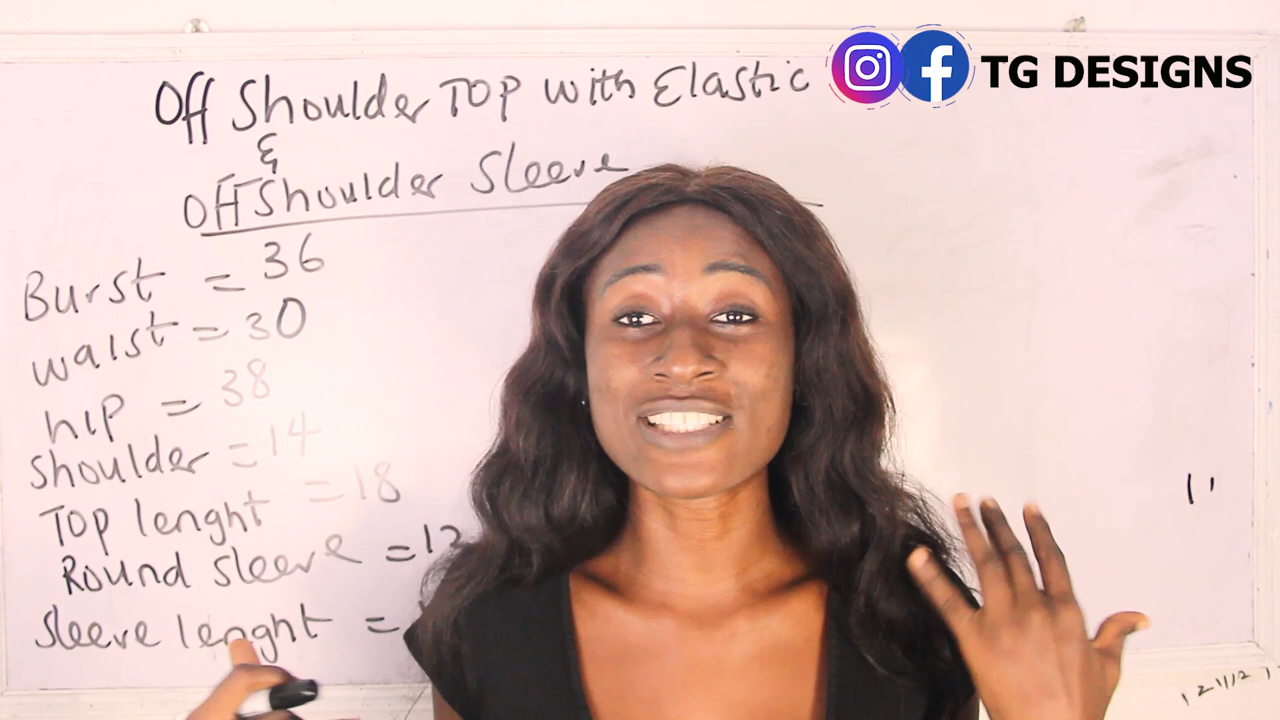 Off Shoulder TOP with Elastic
&
Off Shoulder Sleeve
TG DESIGNS
Burst = 36
waist = 30
hip = 38
Shoulder = 14
Top lenght = 18
Round sleeve =
Sleeve lenght =